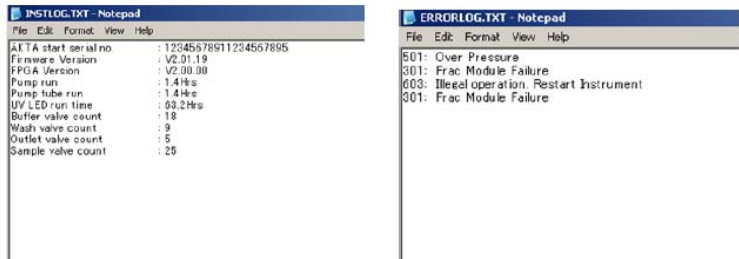 INSTLOG.TXT - Notepad
File Edit Format View Help
ÄKTA start serial no. : 12345678911234567895
Firmware Version : V2.01.19
FPGA Version : V2.00.00
Pump run : 1.4 Hrs
Pump tube run : 1.4 Hrs
UV LED run time : 63.2 Hrs
Buffer valve count : 18
Wash valve count : 9
Outlet valve count : 5
Sample valve count : 25
ERRORLOG.TXT - Notepad
File Edit Format View Help
501: Over Pressure
301: Frac Module Failure
603: Illegal operation. Restart Instrument
301: Frac Module Failure